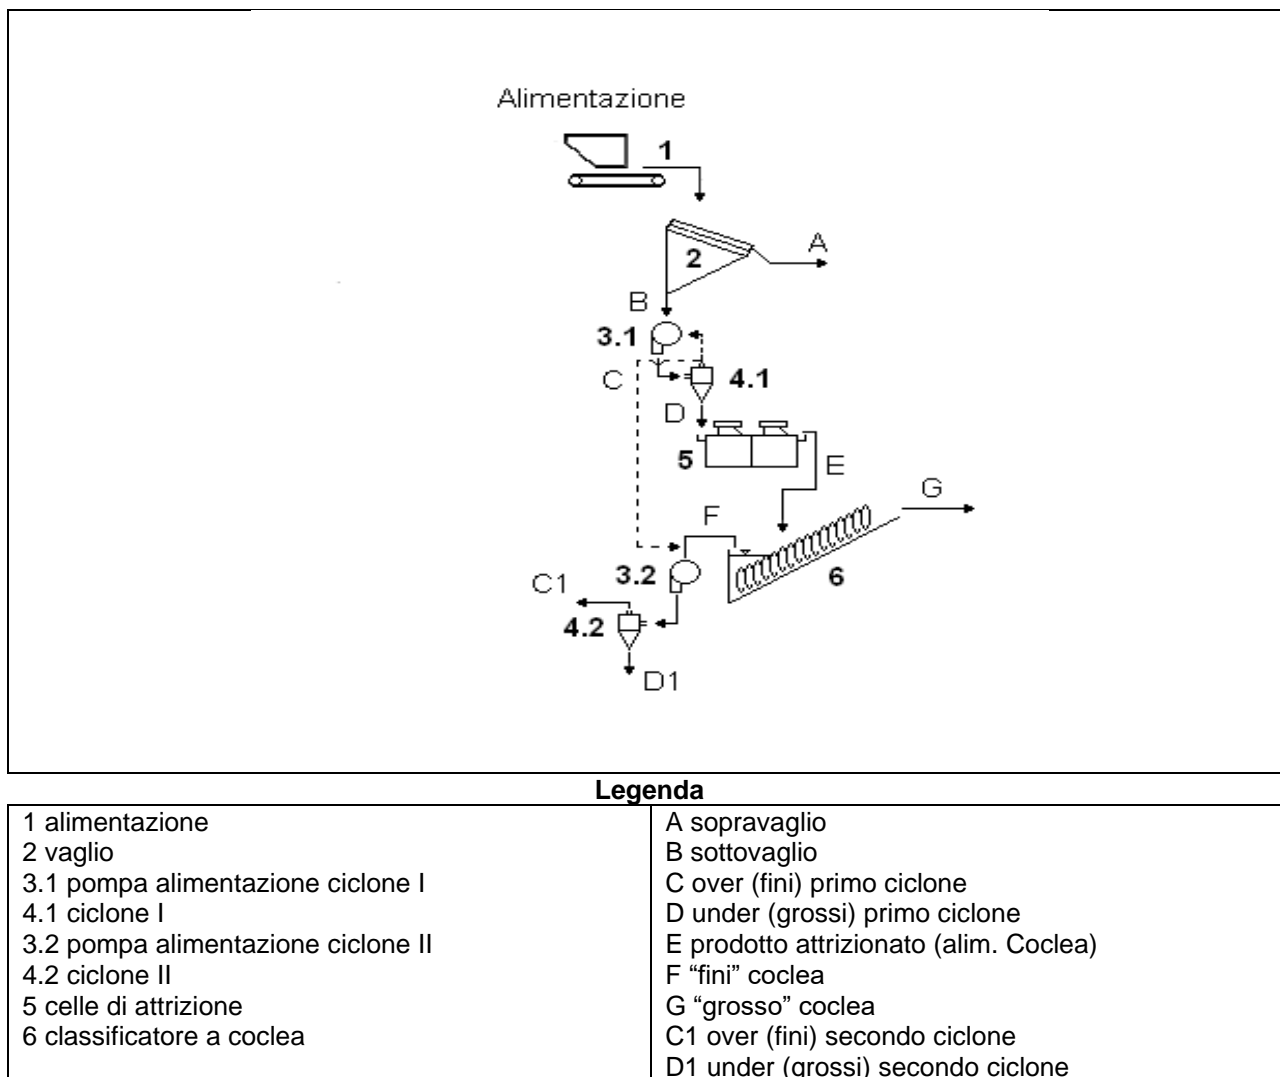 Alimentazione
1
A
2
B
3.1
C
4.1
D
5
E
G
F
3.2
6
C1
4.2
D1
Legenda
1 alimentazione
2 vaglio
3.1 pompa alimentazione ciclone I
4.1 ciclone I
3.2 pompa alimentazione ciclone II
4.2 ciclone II
5 celle di attrizione
6 classificatore a coclea
A sopravaglio
B sottovaglio
C over (fini) primo ciclone
D under (grossi) primo ciclone
E prodotto attrizionato (alim. Coclea)
F “fini” coclea
G “grosso” coclea
C1 over (fini) secondo ciclone
D1 under (grossi) secondo ciclone